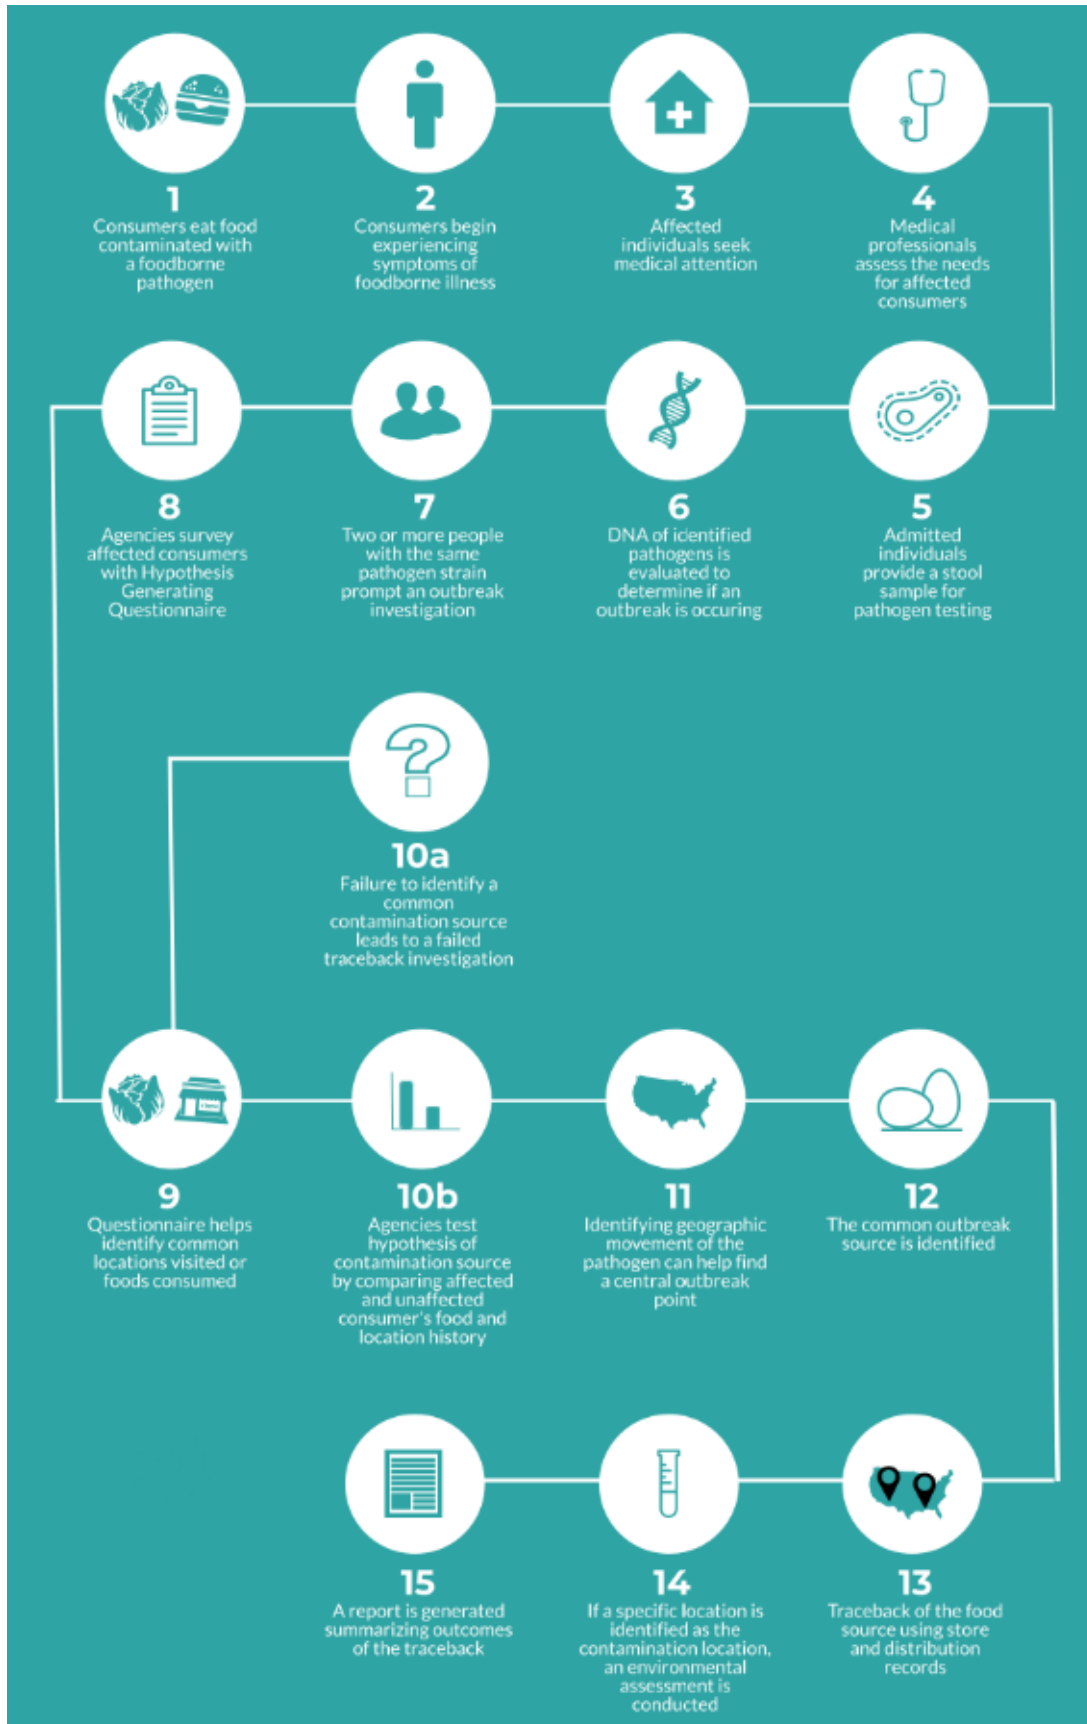 1
Consumers eat food
contaminated with
a foodborne
pathogen
2
Consumers begin
experiencing
symptoms of
foodborne illness
3
Affected
individuals seek
medical attention
4
Medical
professionals
assess the needs
for affected
consumers
5
Admitted
individuals
provide a stool
sample for
pathogen testing
6
DNA of identified
pathogens is
evaluated to
determine if an
outbreak is occuring
7
Two or more people
with the same
pathogen strain
prompt an outbreak
investigation
8
Agencies survey
affected consumers
with Hypothesis
Generating
Questionnaire
9
Questionnaire helps
identify common
locations visited or
foods consumed
10a
Failure to identify a
common
contamination source
leads to a failed
traceback investigation
10b
Agencies test
hypothesis of
contamination source
by comparing affected
and unaffected
consumer's food and
location history
11
Identifying geographic
movement of the
pathogen can help find
a central outbreak
point
12
The common outbreak
source is identified
13
Traceback of the food
source using store
and distribution
records
14
If a specific location is
identified as the
contamination location,
an environmental
assessment is
conducted
15
A report is generated
summarizing outcomes
of the traceback